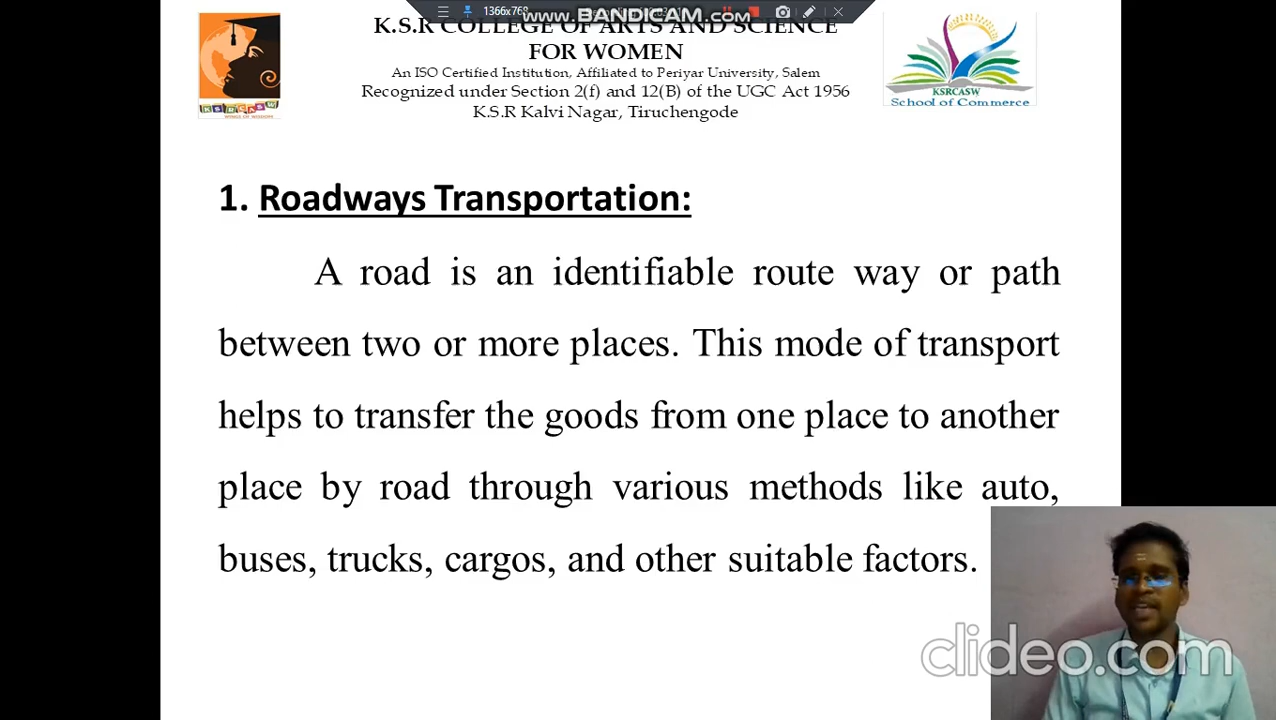 1366x768
www.BANDICAM.com
K.S.R COLLEGE OF ARTS AND SCIENCE
FOR WOMEN
An ISO Certified Institution, Affiliated to Periyar University, Salem
Recognized under Section 2(f) and 12(B) of the UGC Act 1956
K.S.R Kalvi Nagar, Tiruchengode
KSRCASW
KSRCASW
School of Commerce
1. Roadways Transportation:
A road is an identifiable route way or path
between two or more places. This mode of transport
helps to transfer the goods from one place to another
place by road through various methods like auto,
buses, trucks, cargos, and other suitable factors.
clideo.com